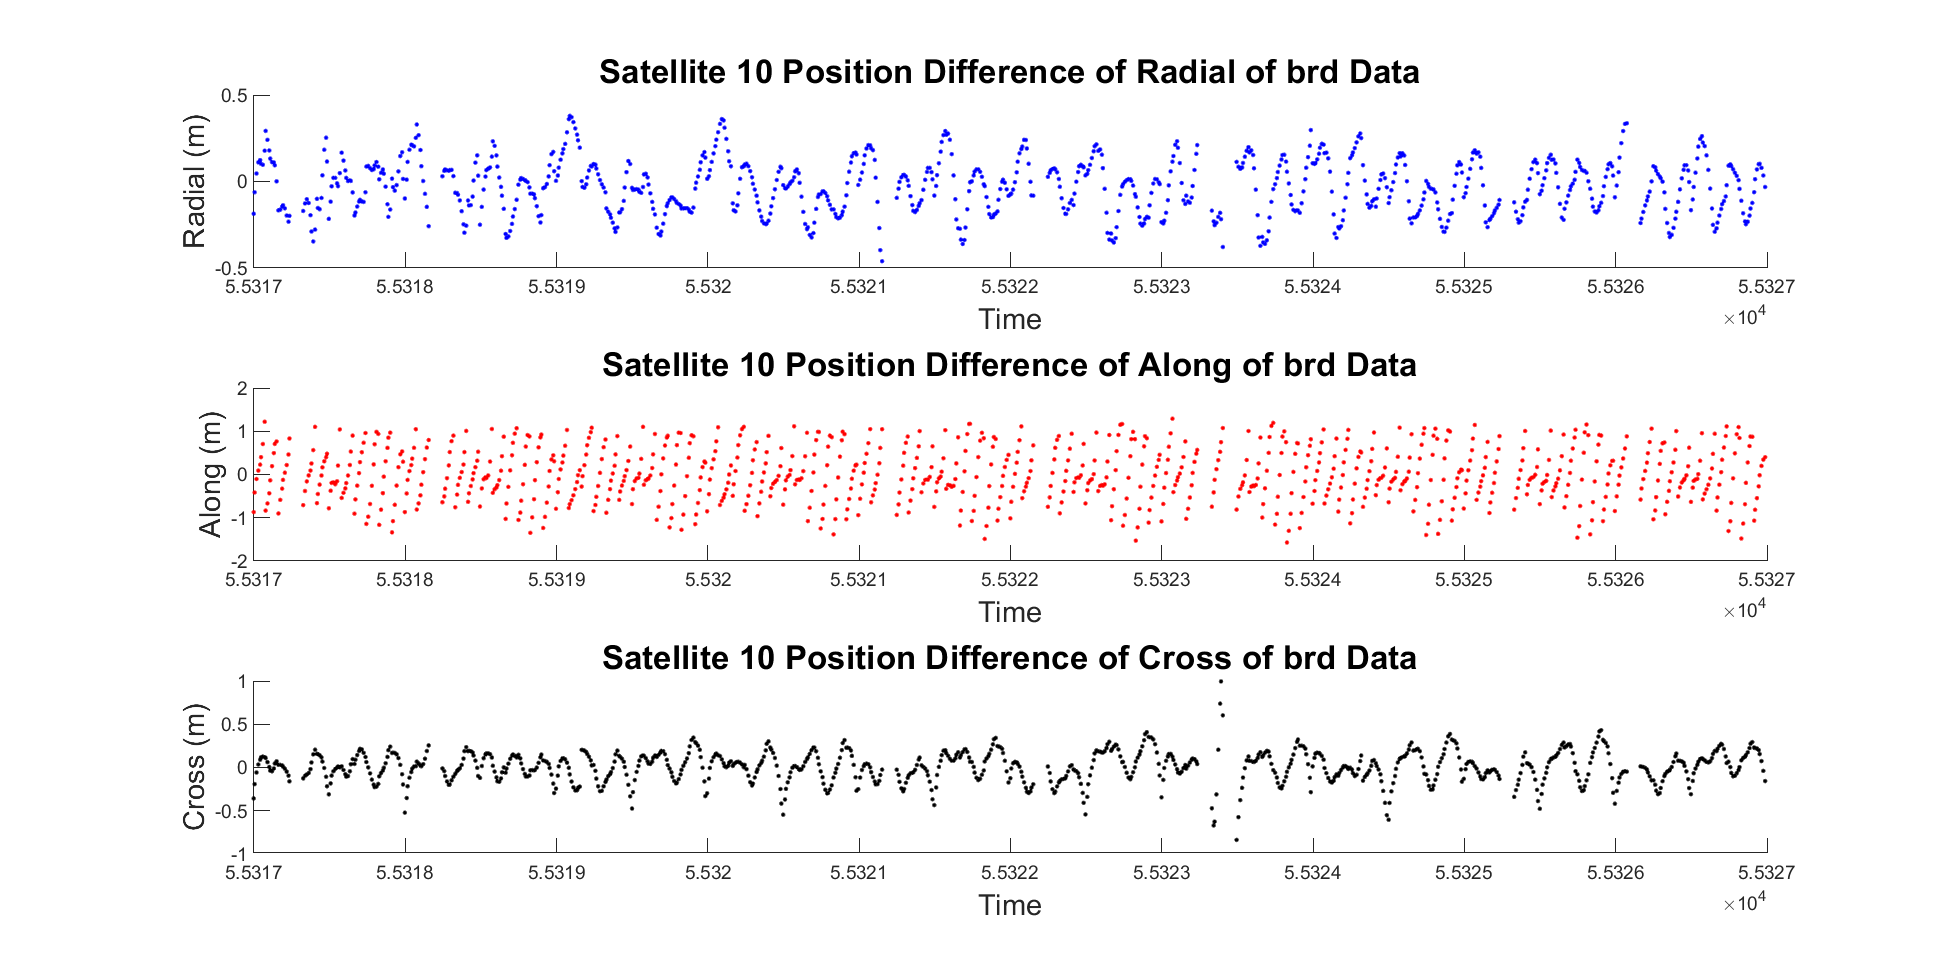 Satellite 10 Position Difference of Radial of brd Data
Radial (m)
0.5
0
-0.5
5.5317 5.5318 5.5319 5.532 5.5321 5.5322 5.5323 5.5324 5.5325 5.5326 5.5327
Time
×10^4
Satellite 10 Position Difference of Along of brd Data
Along (m)
2
1
0
-1
-2
5.5317 5.5318 5.5319 5.532 5.5321 5.5322 5.5323 5.5324 5.5325 5.5326 5.5327
Time
×10^4
Satellite 10 Position Difference of Cross of brd Data
Cross (m)
1
0.5
0
-0.5
-1
5.5317 5.5318 5.5319 5.532 5.5321 5.5322 5.5323 5.5324 5.5325 5.5326 5.5327
Time
×10^4